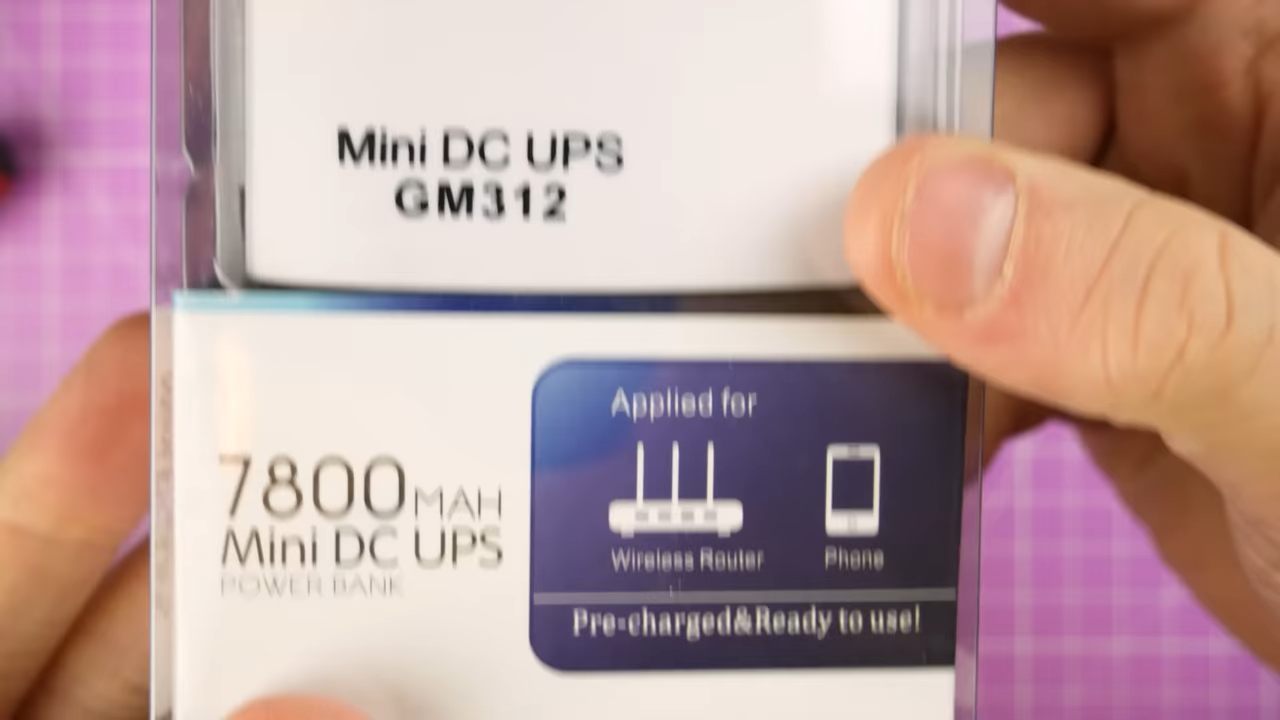 Mini DC UPS
GM312
7800MAH
Mini DC UPS
POWER BANK
Applied for
Wireless Router
Phone
Pre-charged&Ready to use!